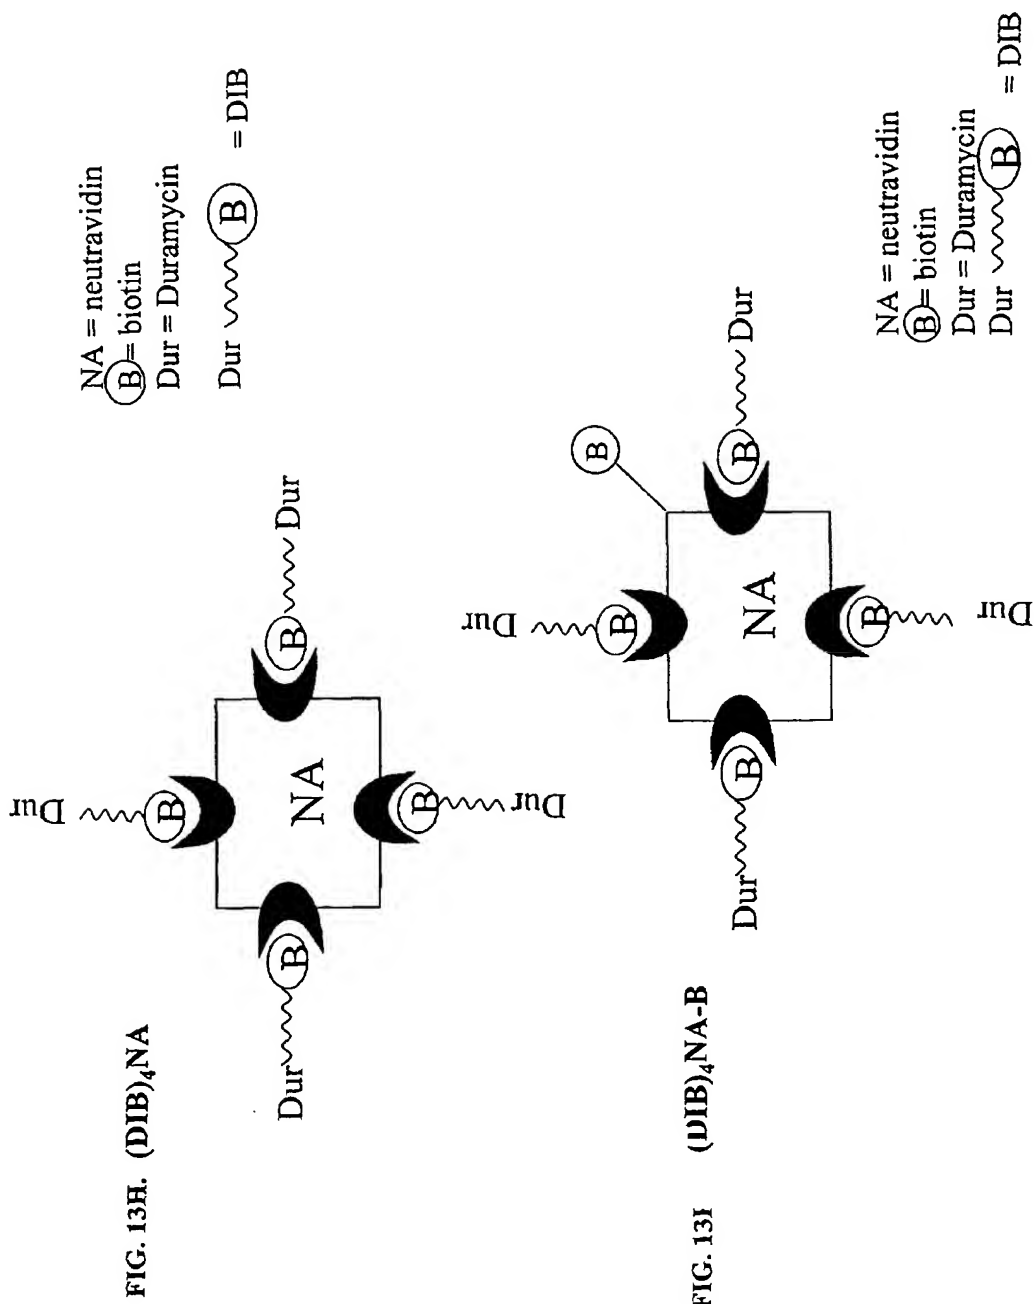 FIG. 13H. (DIB)₄NA
Dur
Dur
B
B
NA
B
B
Dur
Dur
NA = neutravidin
B = biotin
Dur = Duramycin
Dur B = DIB
FIG. 13I (DIB)₄NA-B
Dur
Dur
B
B
NA
B
B
B
Dur
Dur
NA = neutravidin
B = biotin
Dur = Duramycin
Dur B = DIB